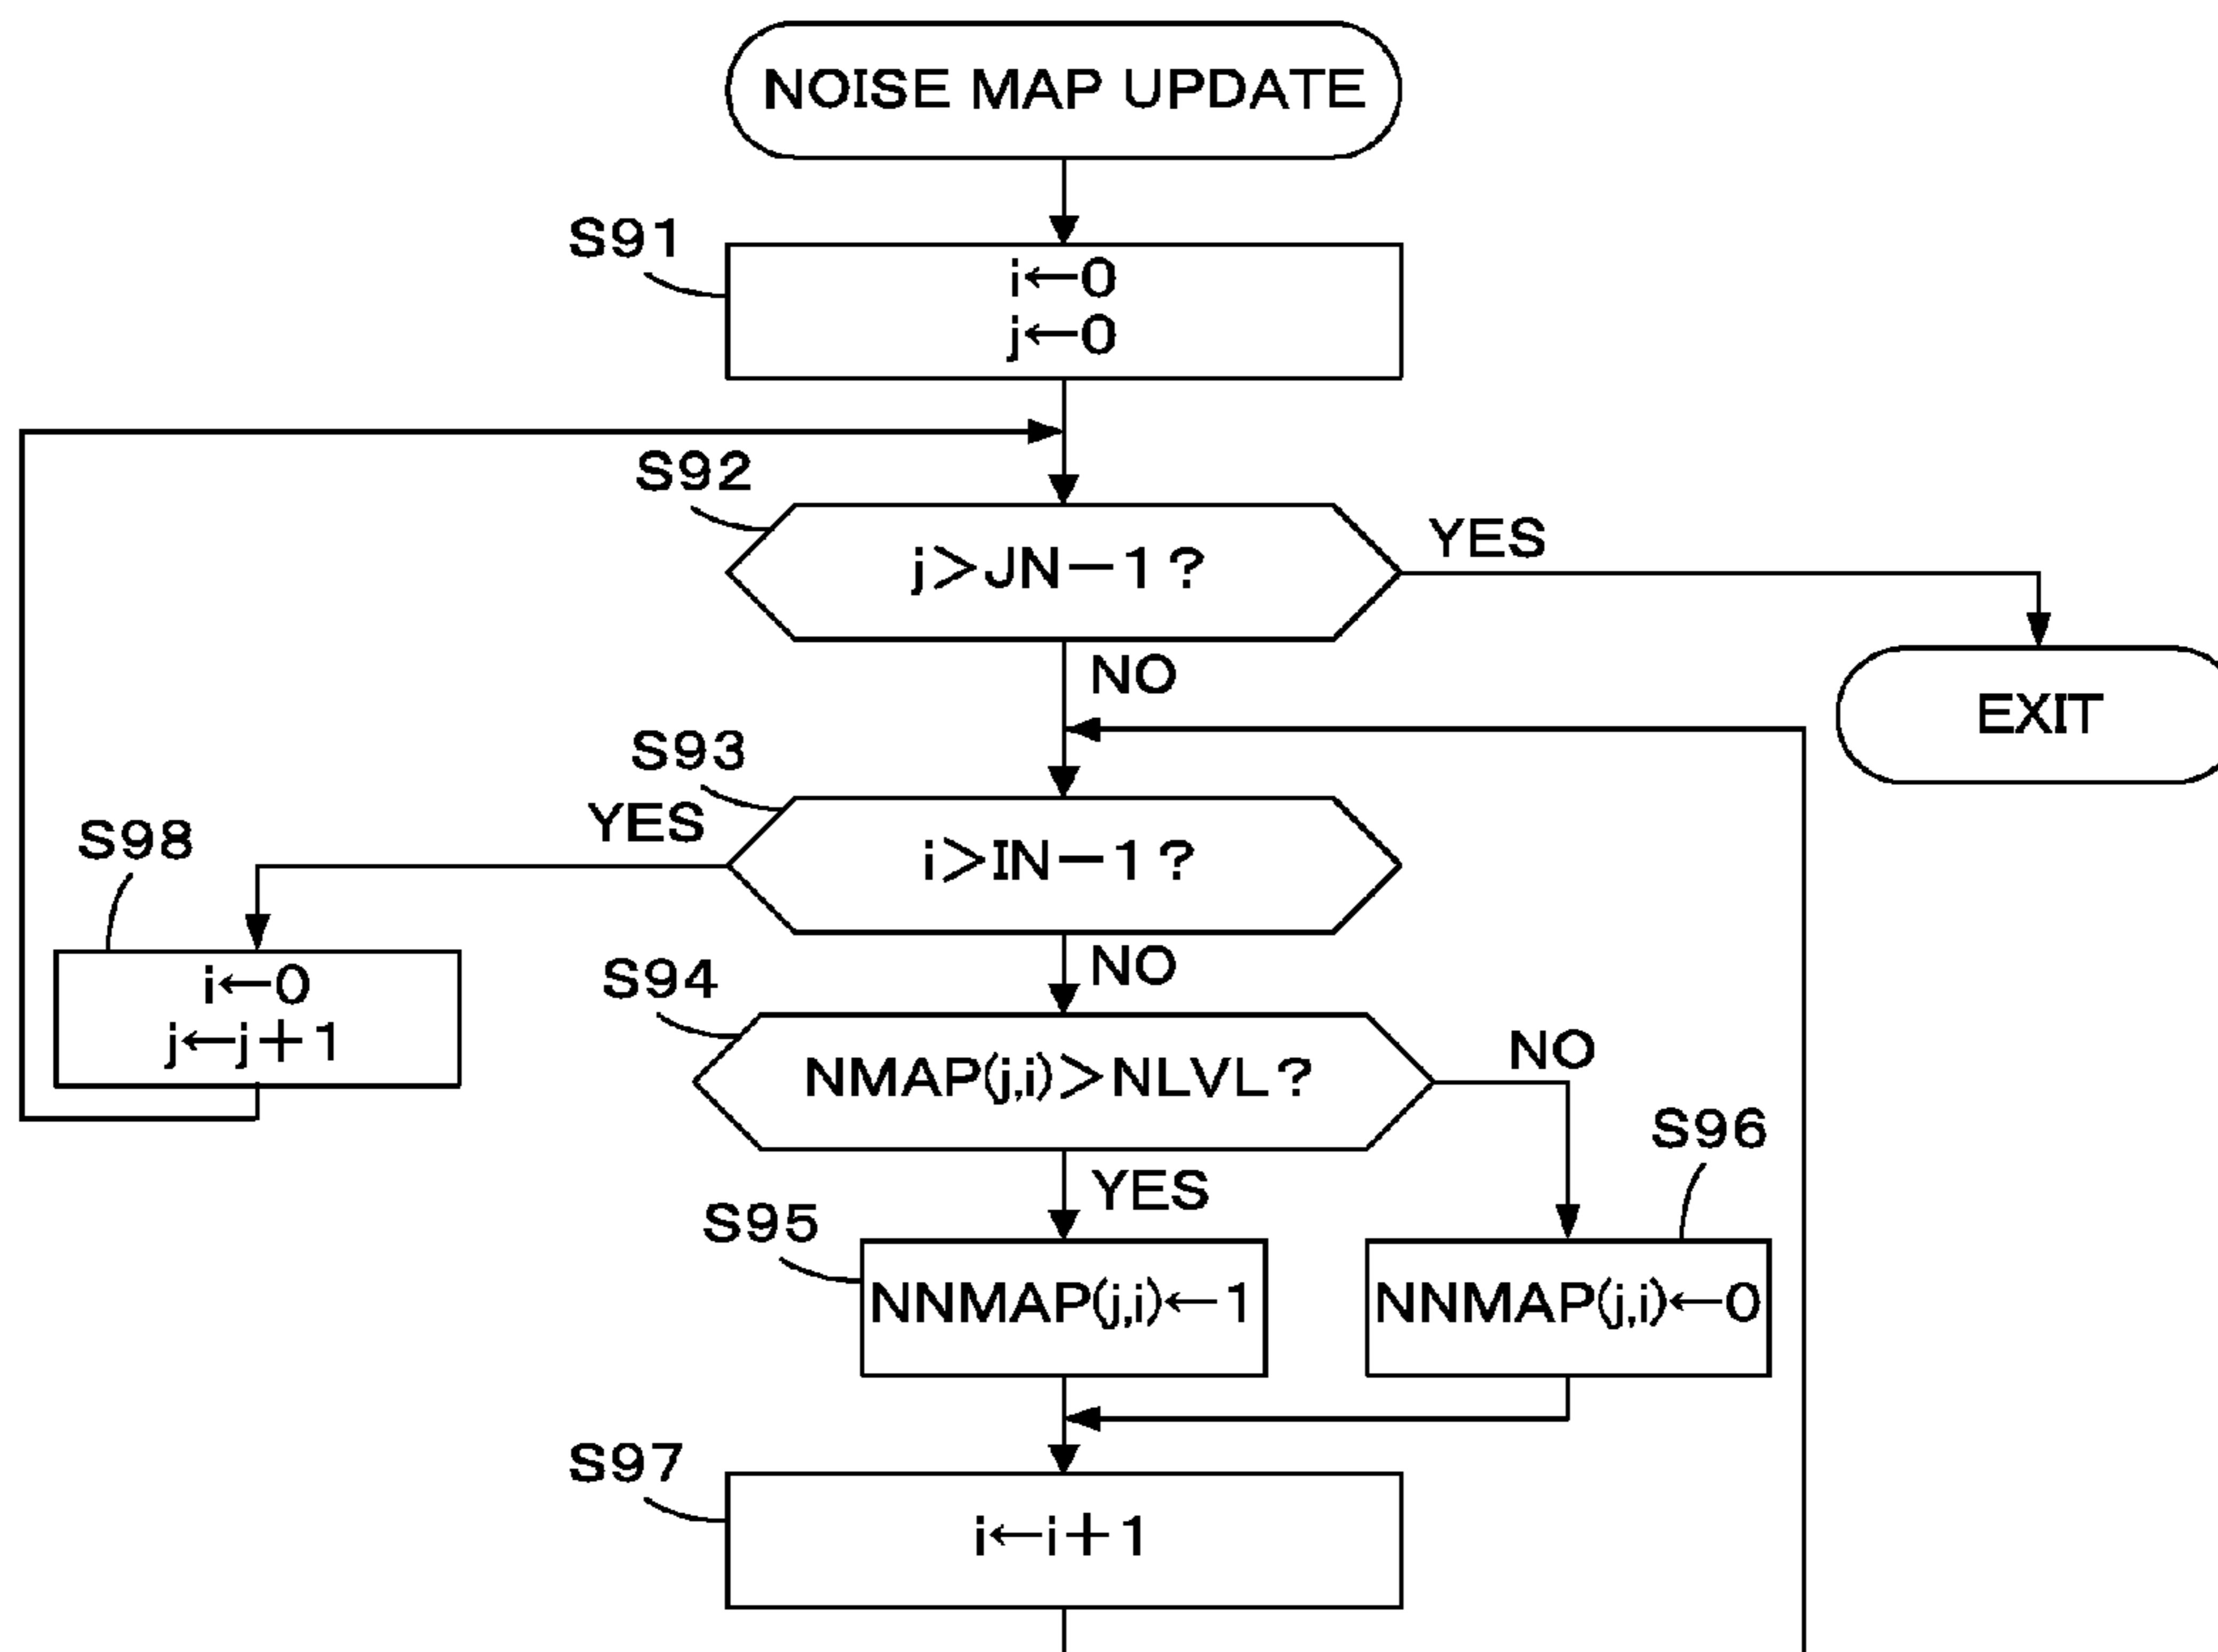 NOISE MAP UPDATE
S91
i←0
j←0
S92
j>JN−1?
YES
NO
EXIT
S93
YES
i>IN−1?
S98
NO
i←0
j←j+1
S94
NMAP(j,i)>NLVL?
NO
S96
YES
S95
NNMAP(j,i)←1
NNMAP(j,i)←0
S97
i←i+1